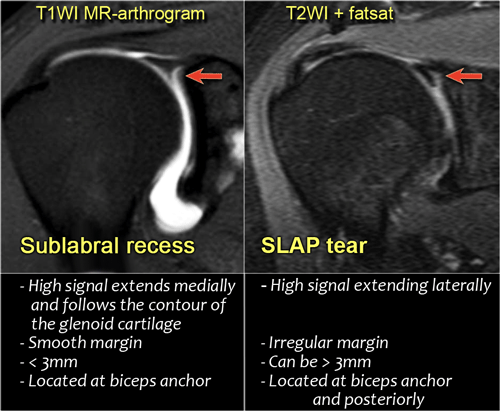 T1WI MR-arthrogram
T2WI + fatsat
Sublabral recess
SLAP tear
- High signal extends medially
and follows the contour of
the glenoid cartilage
- Smooth margin
- < 3mm
- Located at biceps anchor
- High signal extending laterally
- Irregular margin
- Can be > 3mm
- Located at biceps anchor
and posteriorly